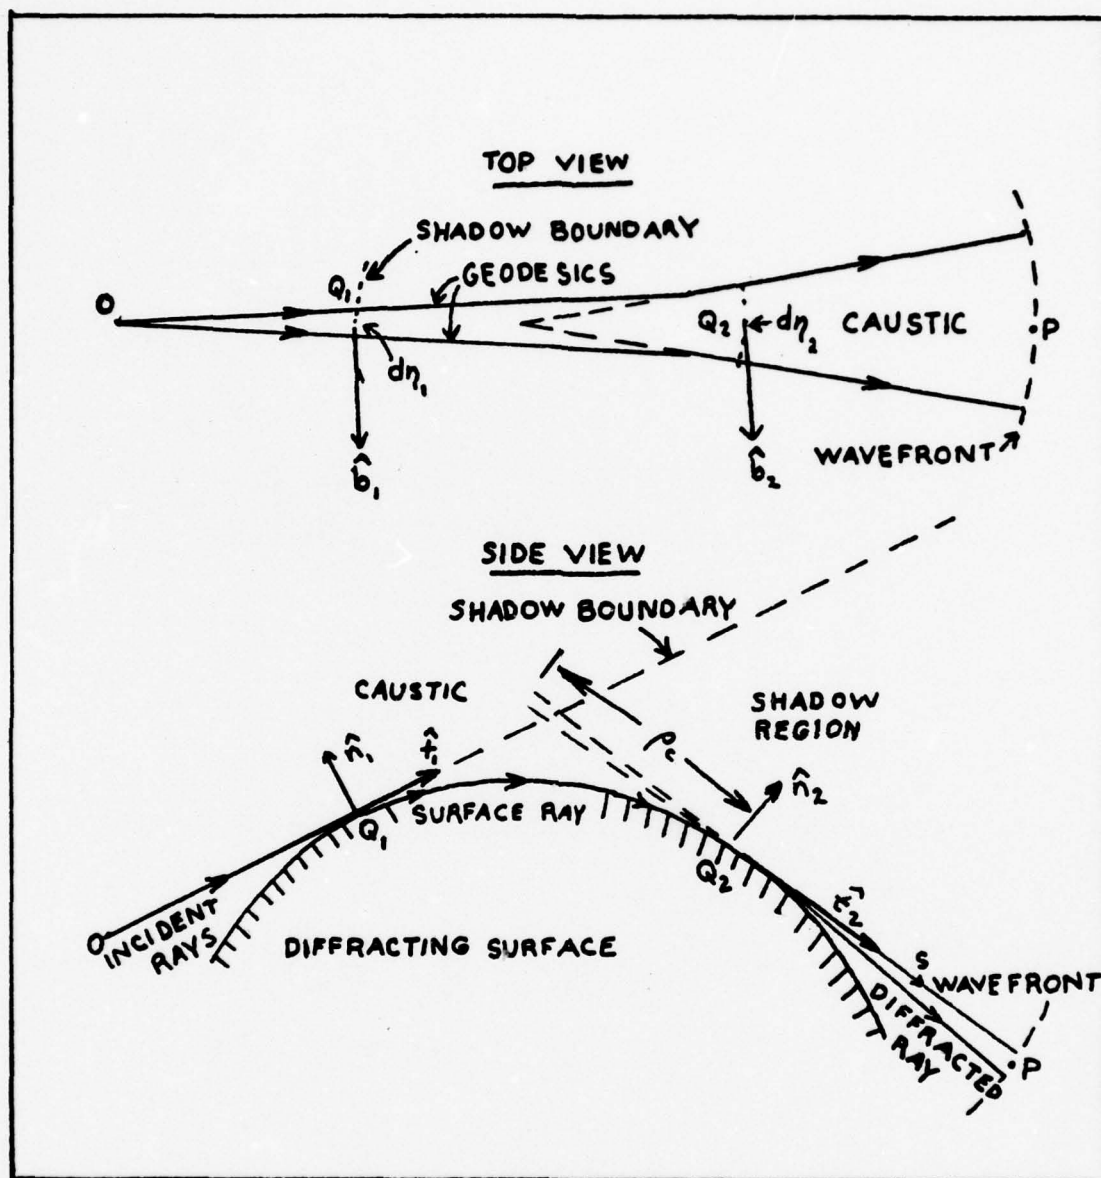 TOP VIEW
SHADOW BOUNDARY
GEODESICS
O
Q₁
dη₁
Q₂
dη₂
CAUSTIC
P
b̂₁
b̂₂
WAVEFRONT
SIDE VIEW
SHADOW BOUNDARY
CAUSTIC
SHADOW
REGION
ρc
n̂₁
t̂₁
n̂₂
SURFACE RAY
Q₁
Q₂
t̂₂
O
INCIDENT
RAYS
DIFFRACTING SURFACE
S
WAVEFRONT
DIFFRACTED
RAY
P